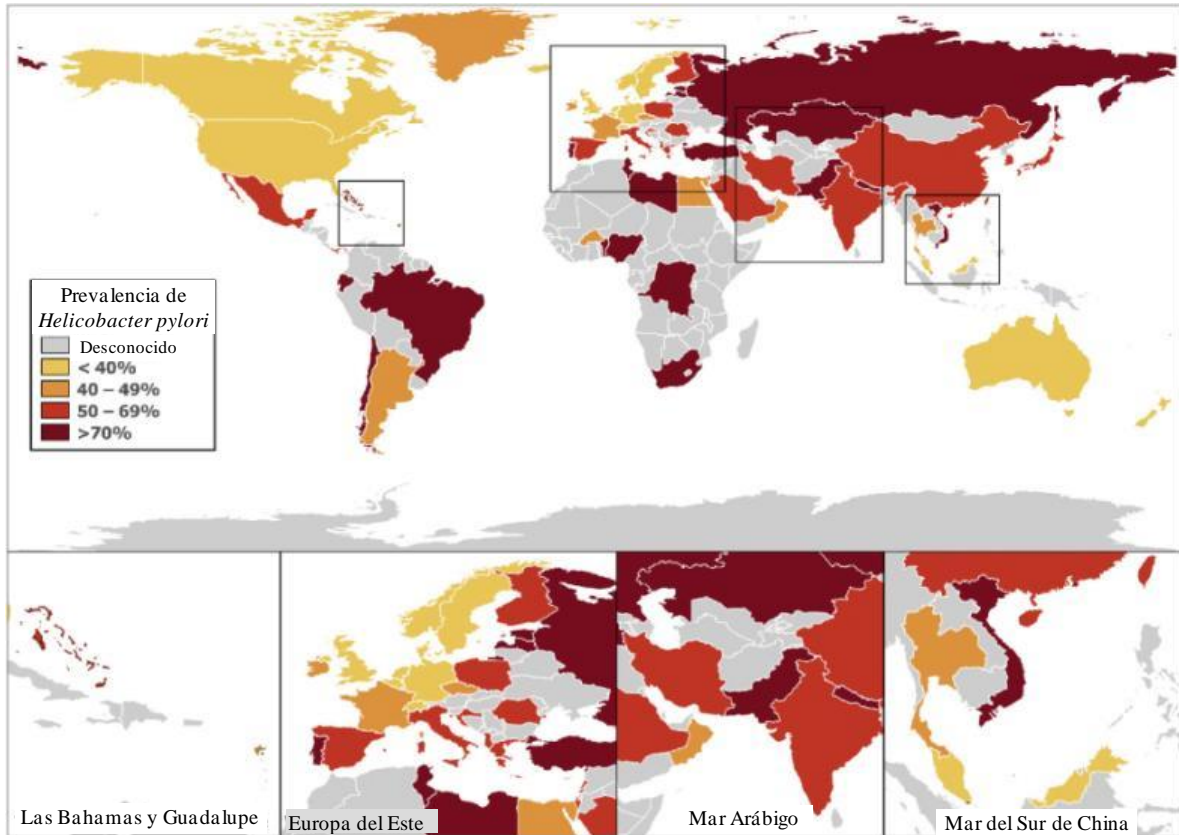 Prevalencia de
Helicobacter pylori
Desconocido
< 40%
40 – 49%
50 – 69%
>70%
Las Bahamas y Guadalupe
Europa del Este
Mar Arábigo
Mar del Sur de China